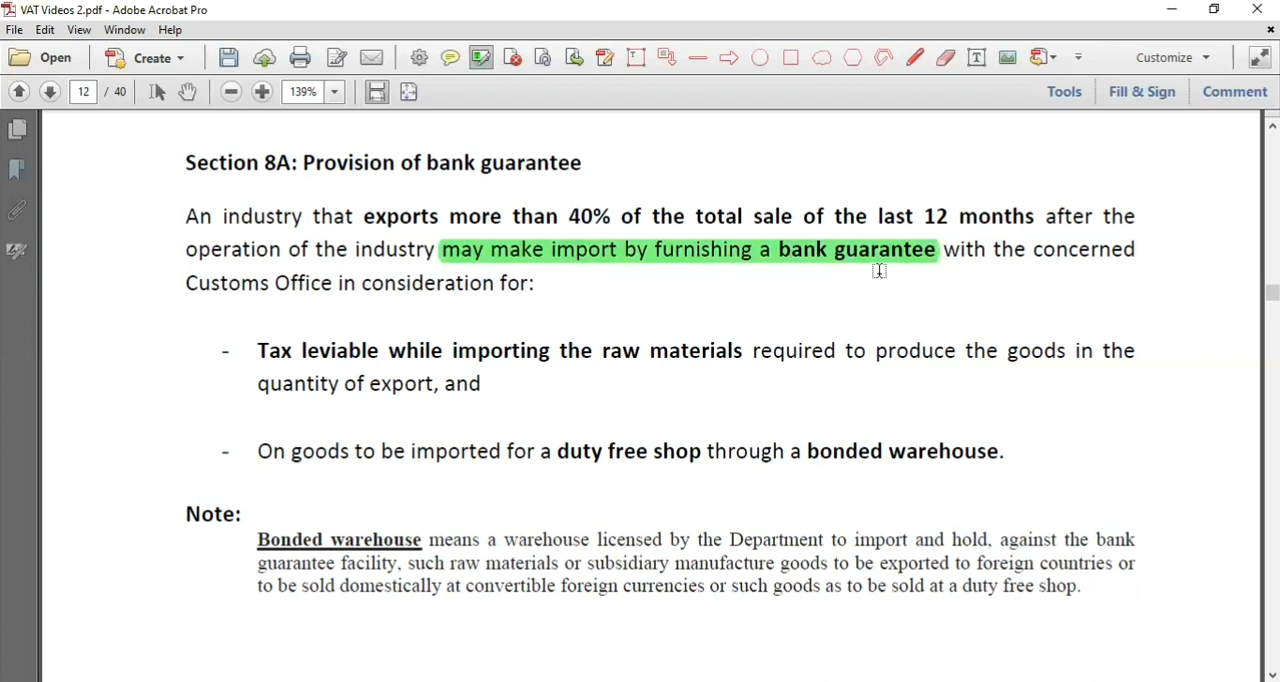 VAT Videos 2.pdf - Adobe Acrobat Pro
File Edit View Window Help
Open Create Customize
12 / 40 139% Tools Fill & Sign Comment
Section 8A: Provision of bank guarantee
An industry that exports more than 40% of the total sale of the last 12 months after the
operation of the industry may make import by furnishing a bank guarantee with the concerned
Customs Office in consideration for:
- Tax leviable while importing the raw materials required to produce the goods in the
quantity of export, and
- On goods to be imported for a duty free shop through a bonded warehouse.
Note:
Bonded warehouse means a warehouse licensed by the Department to import and hold, against the bank
guarantee facility, such raw materials or subsidiary manufacture goods to be exported to foreign countries or
to be sold domestically at convertible foreign currencies or such goods as to be sold at a duty free shop.